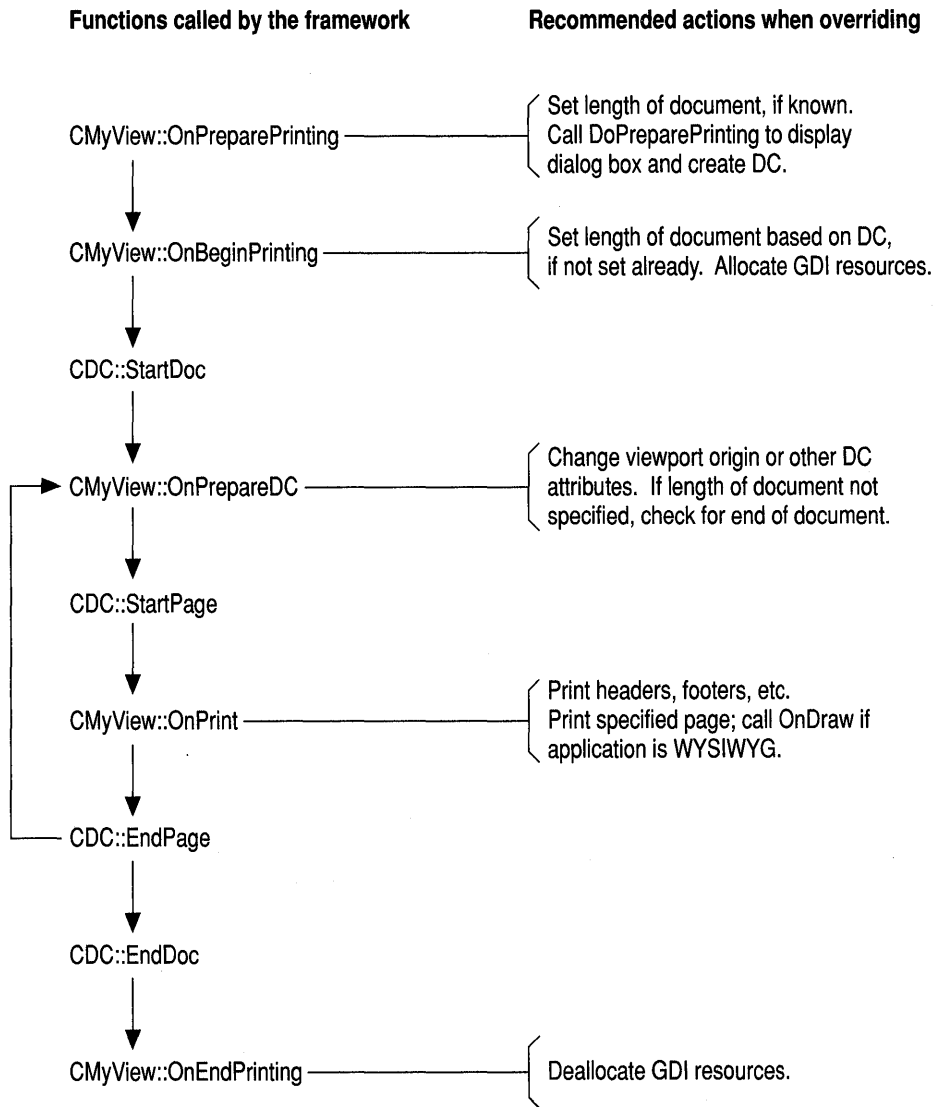 Functions called by the framework
Recommended actions when overriding
CMyView::OnPreparePrinting
Set length of document, if known.
Call DoPreparePrinting to display
dialog box and create DC.
CMyView::OnBeginPrinting
Set length of document based on DC,
if not set already. Allocate GDI resources.
CDC::StartDoc
CMyView::OnPrepareDC
Change viewport origin or other DC
attributes. If length of document not
specified, check for end of document.
CDC::StartPage
CMyView::OnPrint
Print headers, footers, etc.
Print specified page; call OnDraw if
application is WYSIWYG.
CDC::EndPage
CDC::EndDoc
CMyView::OnEndPrinting
Deallocate GDI resources.